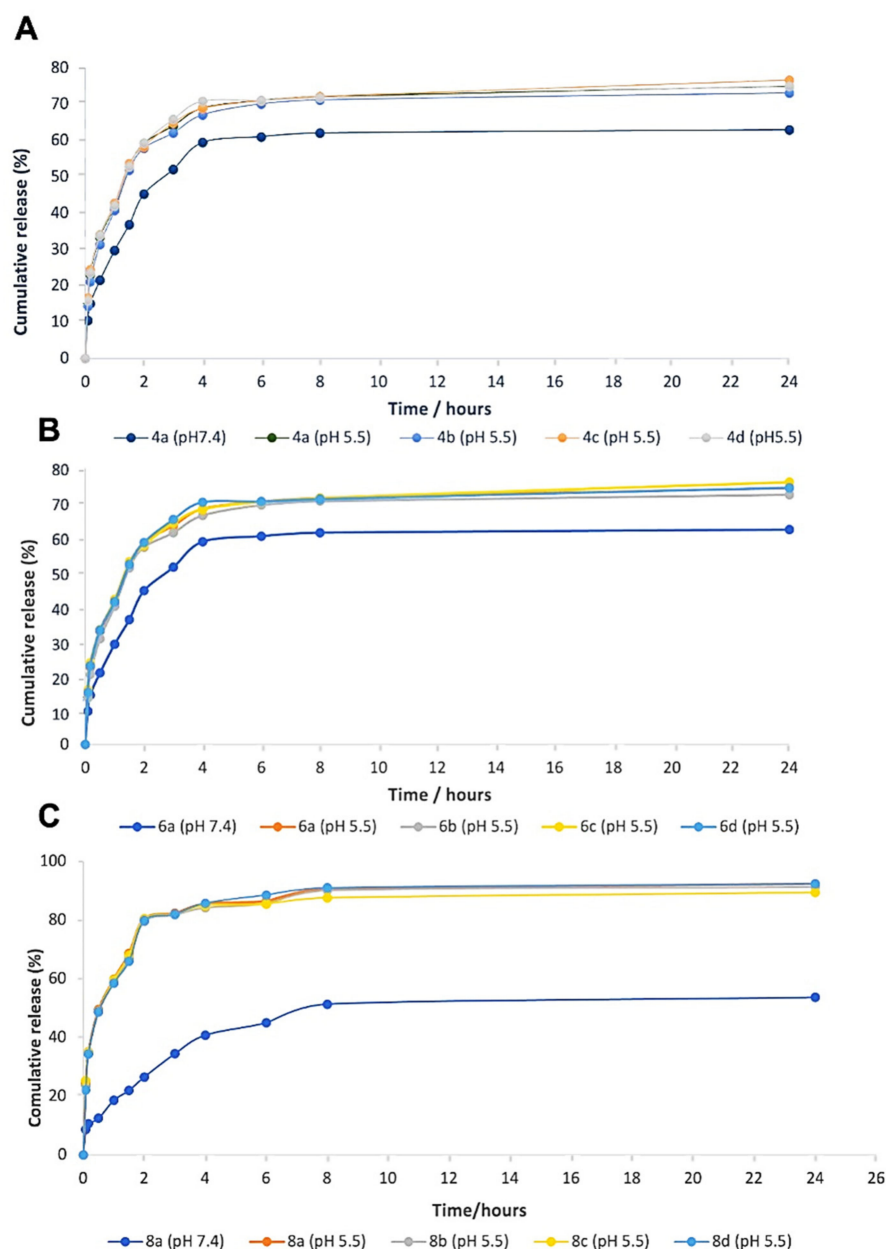 A
80
70
60
50
40
30
20
10
0
Cumulative release (%)
0 2 4 6 8 10 12 14 16 18 20 22 24
Time / hours
4a (pH7.4) 4a (pH 5.5) 4b (pH 5.5) 4c (pH 5.5) 4d (pH5.5)
B
80
70
60
50
40
30
20
10
0
Cumulative release (%)
0 2 4 6 8 10 12 14 16 18 20 22 24
Time / hours
6a (pH 7.4) 6a (pH 5.5) 6b (pH 5.5) 6c (pH 5.5) 6d (pH 5.5)
C
100
80
60
40
20
0
Comulative release (%)
0 2 4 6 8 10 12 14 16 18 20 22 24 26
Time/hours
8a (pH 7.4) 8a (pH 5.5) 8b (pH 5.5) 8c (pH 5.5) 8d (pH 5.5)